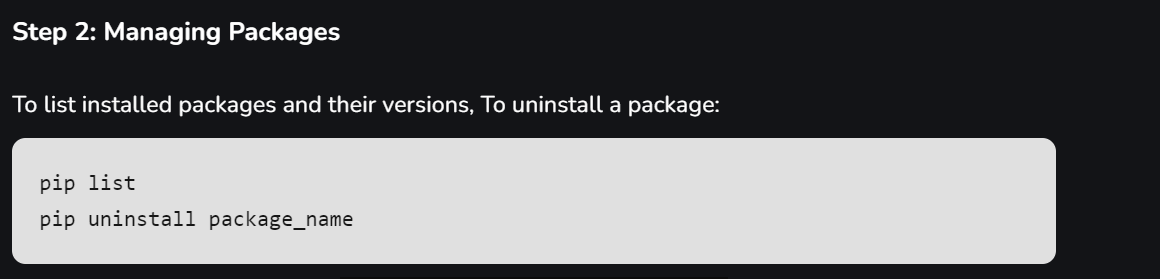 Step 2: Managing Packages
To list installed packages and their versions, To uninstall a package:
pip list
pip uninstall package_name